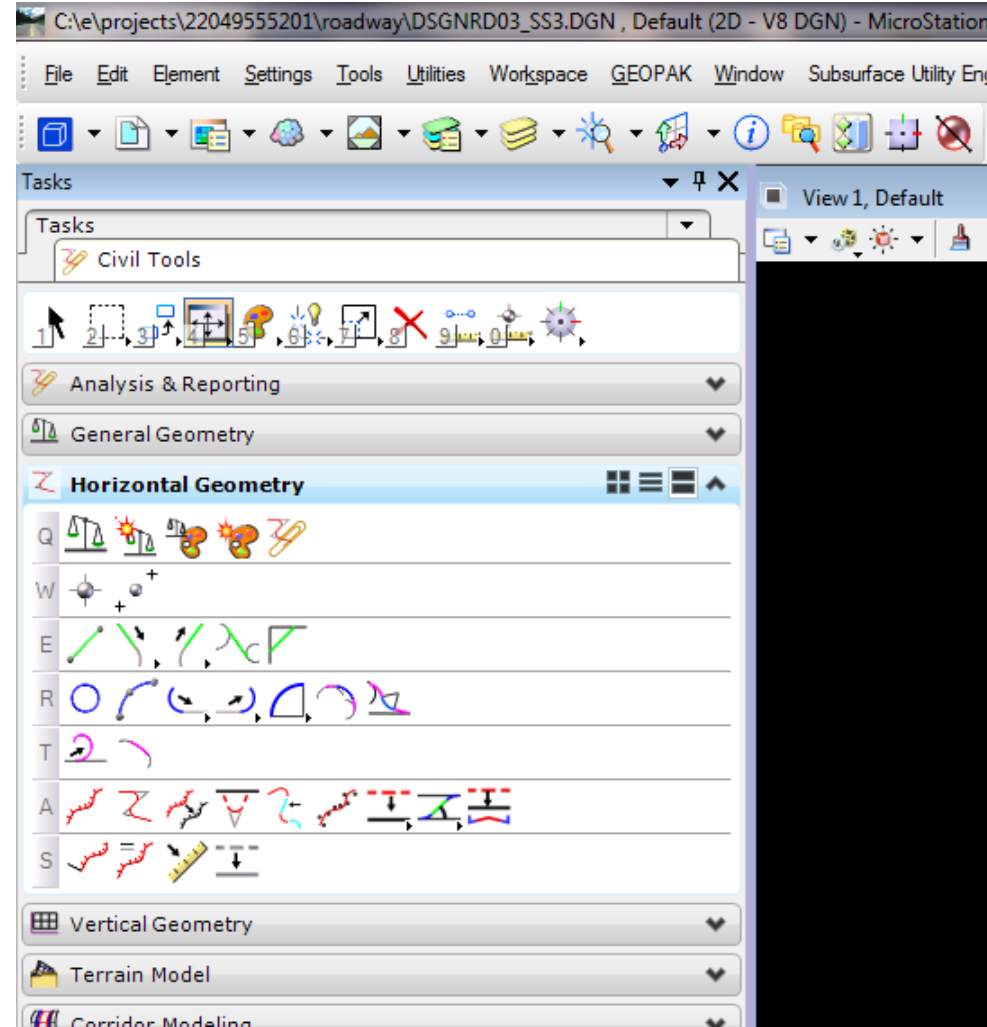 C:\e\projects\22049555201\roadway\DSGNRD03_SS3.DGN , Default (2D - V8 DGN) - MicroStation
File Edit Element Settings Tools Utilities Workspace GEOPAK Window Subsurface Utility Eng
Tasks
View 1, Default
Tasks
Civil Tools
1 2 3 4 5 6 7 8 9 0
Analysis & Reporting
General Geometry
Horizontal Geometry
Q
W
E
R
T
A
S
Vertical Geometry
Terrain Model
Corridor Modeling